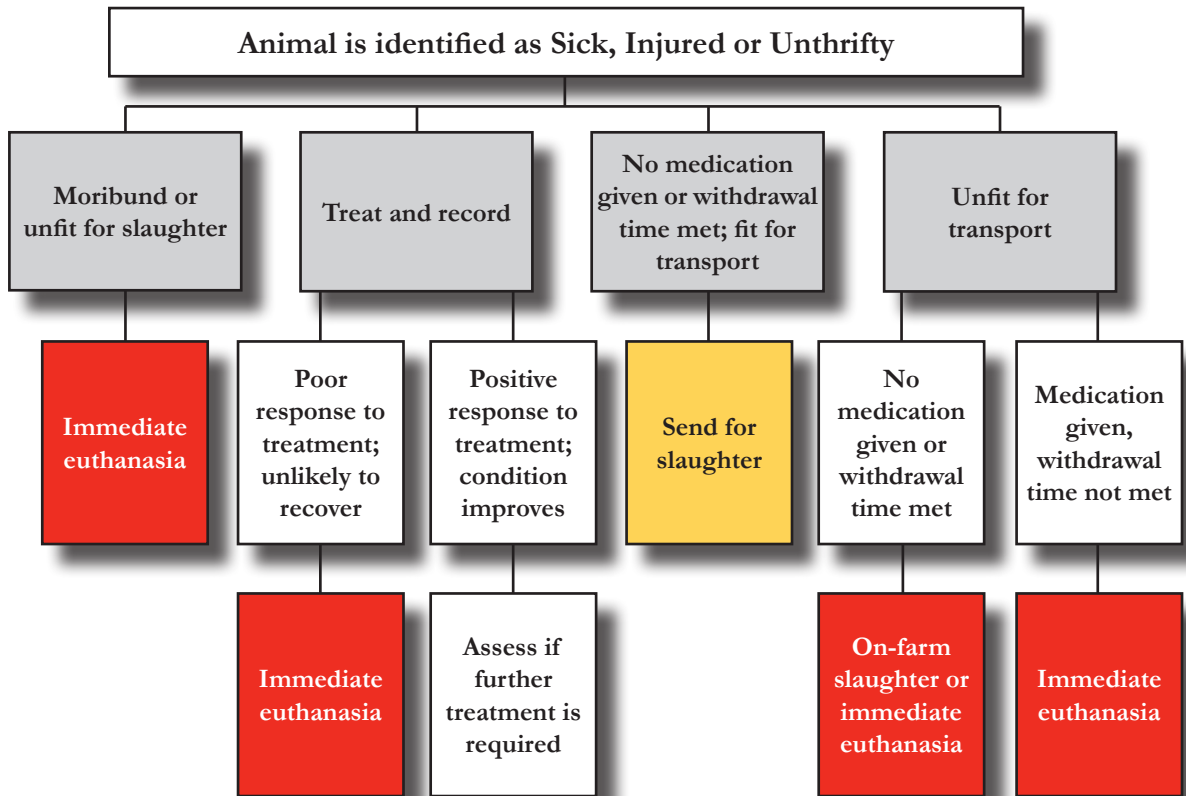 Animal is identified as Sick, Injured or Unthrifty
Moribund or
unfit for slaughter
Treat and record
No medication
given or withdrawal
time met; fit for
transport
Unfit for
transport
Immediate
euthanasia
Poor
response to
treatment;
unlikely to
recover
Positive
response to
treatment;
condition
improves
Send for
slaughter
No
medication
given or
withdrawal
time met
Medication
given,
withdrawal
time not met
Immediate
euthanasia
Assess if
further
treatment is
required
On-farm
slaughter or
immediate
euthanasia
Immediate
euthanasia